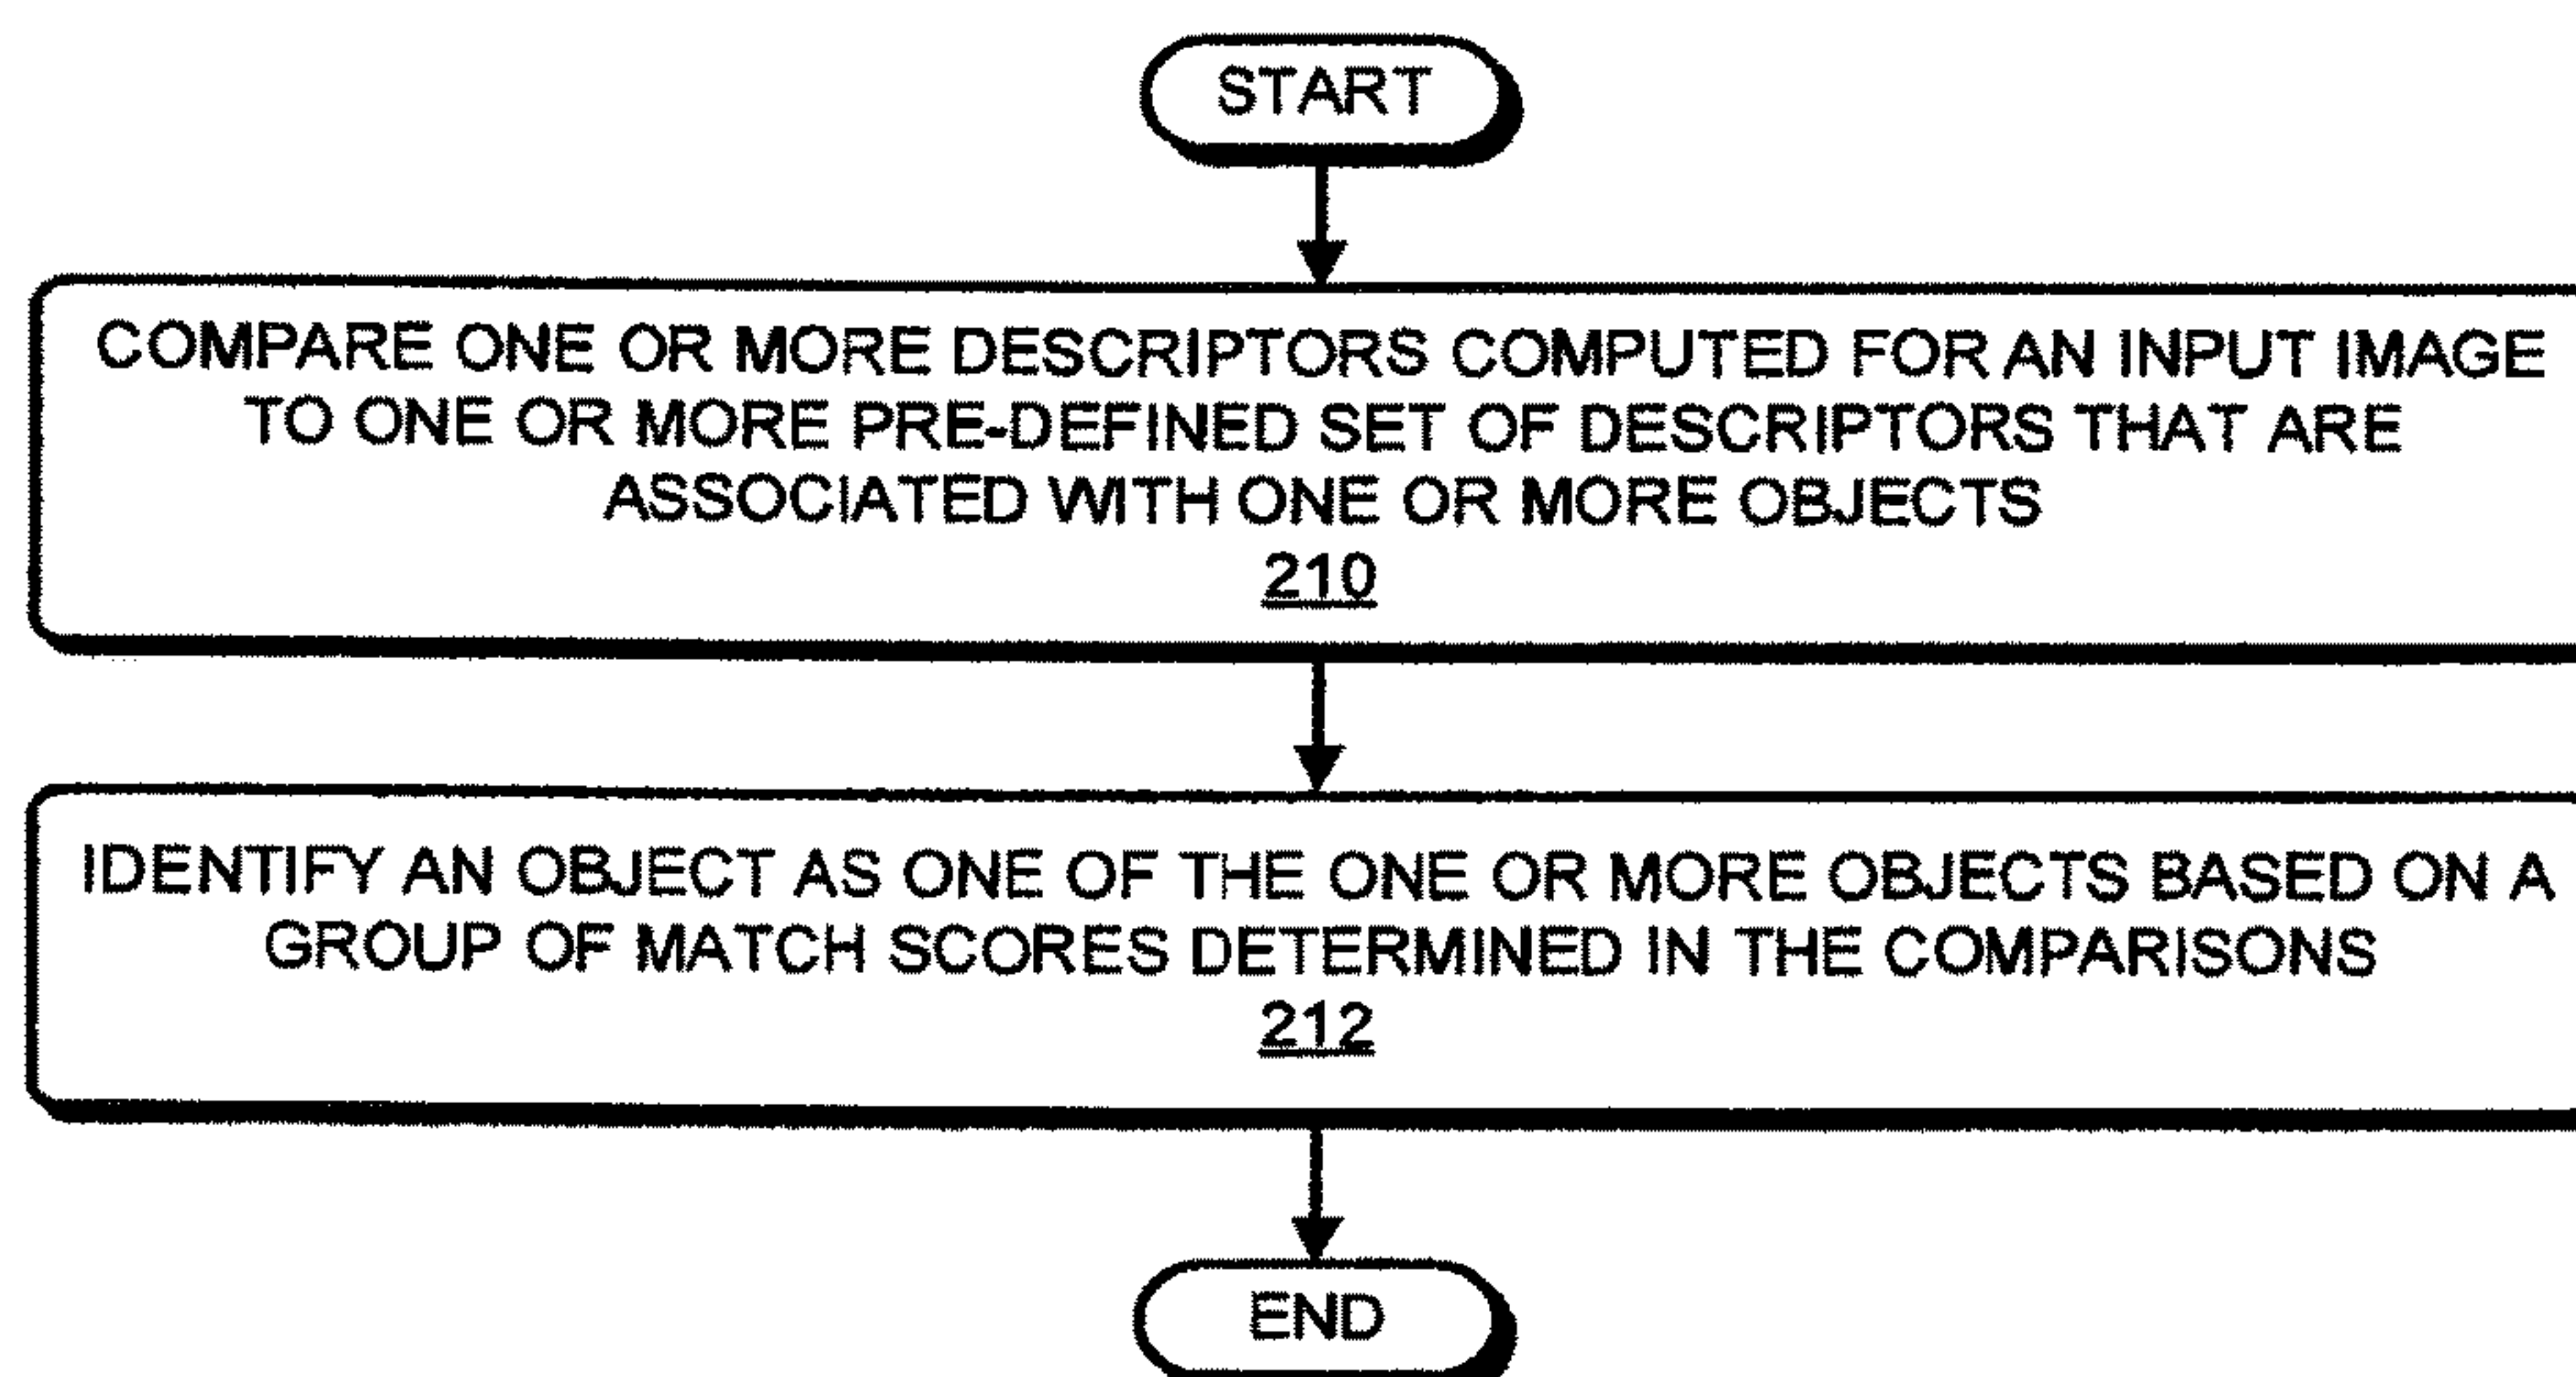 START
COMPARE ONE OR MORE DESCRIPTORS COMPUTED FOR AN INPUT IMAGE
TO ONE OR MORE PRE-DEFINED SET OF DESCRIPTORS THAT ARE
ASSOCIATED WITH ONE OR MORE OBJECTS
210
IDENTIFY AN OBJECT AS ONE OF THE ONE OR MORE OBJECTS BASED ON A
GROUP OF MATCH SCORES DETERMINED IN THE COMPARISONS
212
END